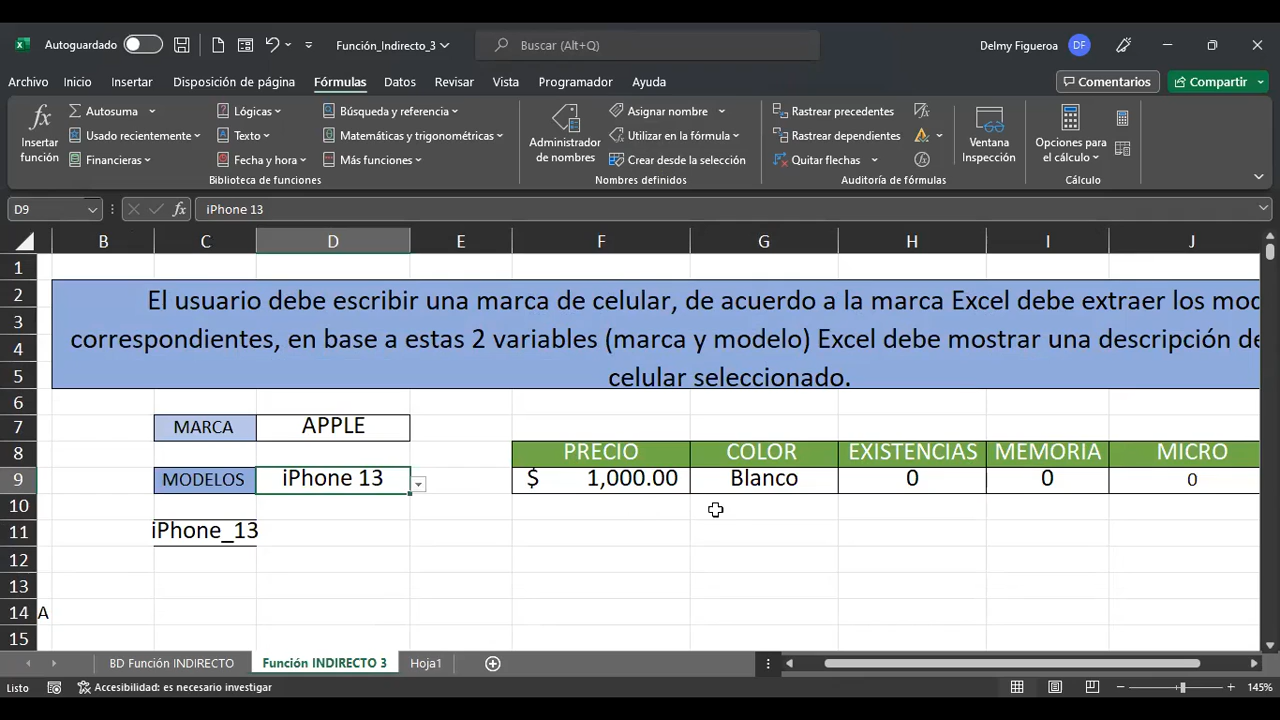 Autoguardado
Función_Indirecto_3
Buscar (Alt+Q)
Delmy Figueroa DF
Archivo Inicio Insertar Disposición de página Fórmulas Datos Revisar Vista Programador Ayuda
Comentarios Compartir
fx Insertar función
Autosuma
Usado recientemente
Financieras
Lógicas
Texto
Fecha y hora
Búsqueda y referencia
Matemáticas y trigonométricas
Más funciones
Biblioteca de funciones
Administrador de nombres
Asignar nombre
Utilizar en la fórmula
Crear desde la selección
Nombres definidos
Rastrear precedentes
Rastrear dependientes
Quitar flechas
Auditoría de fórmulas
Ventana Inspección
Opciones para el cálculo
Cálculo
D9 fx iPhone 13
B C D E F G H I J
1
2 El usuario debe escribir una marca de celular, de acuerdo a la marca Excel debe extraer los mod
3
4 correspondientes, en base a estas 2 variables (marca y modelo) Excel debe mostrar una descripción de
5 celular seleccionado.
6
7 MARCA APPLE
8 PRECIO COLOR EXISTENCIAS MEMORIA MICRO
9 MODELOS iPhone 13 $ 1,000.00 Blanco 0 0 0
10
11 iPhone_13
12
13
14 A
15
BD Función INDIRECTO Función INDIRECTO 3 Hoja1
Listo Accesibilidad: es necesario investigar 145%